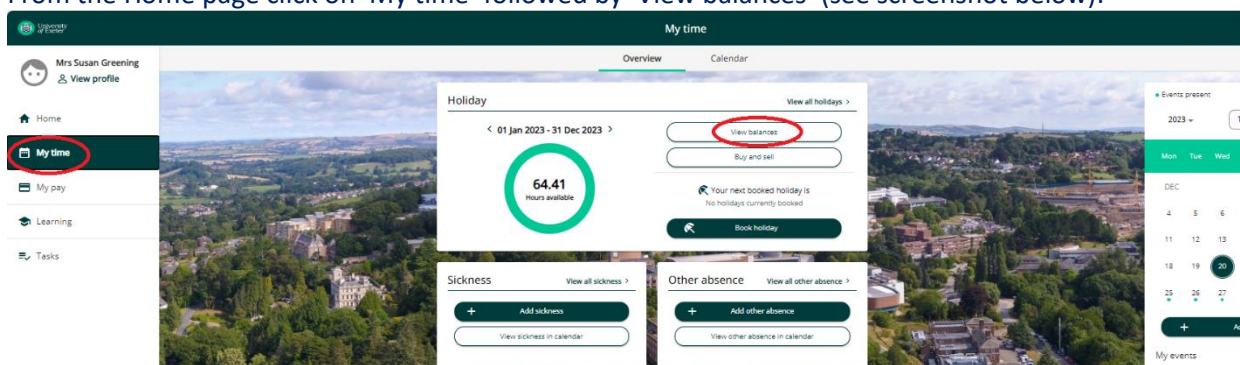 From the Home page click on 'My time' followed by 'View balances' (see screenshot below).
University of Exeter
My time
Mrs Susan Greening
View profile
Home
My time
My pay
Learning
Tasks
Overview Calendar
Holiday View all holidays >
< 01 Jan 2023 - 31 Dec 2023 >
64.41
Hours available
View balances
Buy and sell
Your next booked holiday is
No holidays currently booked
Book holiday
Sickness View all sickness >
+ Add sickness
View sickness in calendar
Other absence View all other absence >
+ Add other absence
View other absence in calendar
Events present
2023
Mon Tue Wed
DEC
4 5 6
11 12 13
18 19 20
25 26 27
+
My events